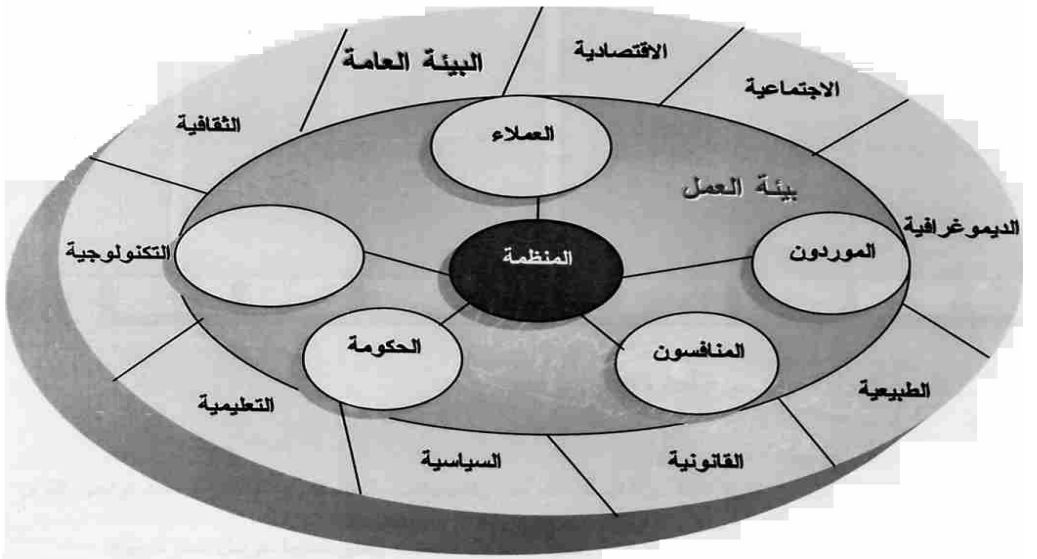 البيئة العامة
الاقتصادية
الاجتماعية
الديموغرافية
الطبيعية
القانونية
السياسية
التعليمية
التكنولوجية
الثقافية
بيئة العمل
العملاء
الموردون
المنافسون
الحكومة
المنظمة